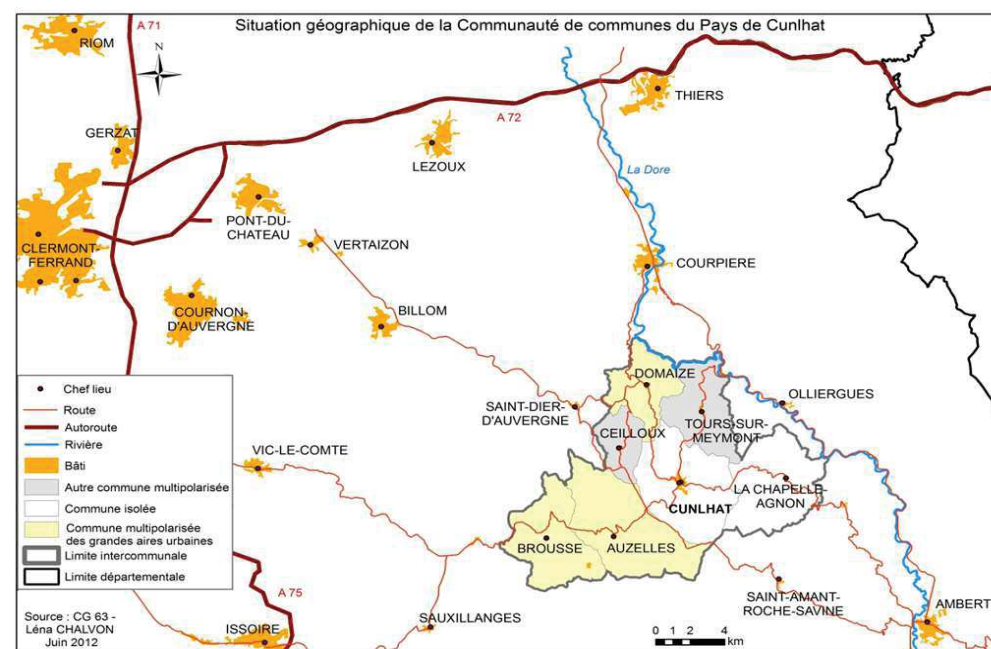 Situation géographique de la Communauté de communes du Pays de Cunlhat
A 71
RIOM
N
THIERS
A 72
GERZAT
LEZOUX
La Dore
PONT-DU-
CHATEAU
VERTAIZON
CLERMONT-
FERRAND
COURPIERE
COURNON-
D'AUVERGNE
BILLOM
DOMAIZE
OLLIERGUES
SAINT-DIER-
D'AUVERGNE
TOURS-SUR-
MEYMONT
CEILLOUX
VIC-LE-COMTE
LA CHAPELLE-
AGNON
CUNLHAT
BROUSSE
AUZELLES
SAINT-AMANT-
ROCHE-SAVINE
AMBERT
SAUXILLANGES
A 75
ISSOIRE
Chef lieu
Route
Autoroute
Rivière
Bâti
Autre commune multipolarisée
Commune isolée
Commune multipolarisée
des grandes aires urbaines
Limite intercommunale
Limite départementale
Source : CG 63 -
Léna CHALVON
Juin 2012
0 2 4
km